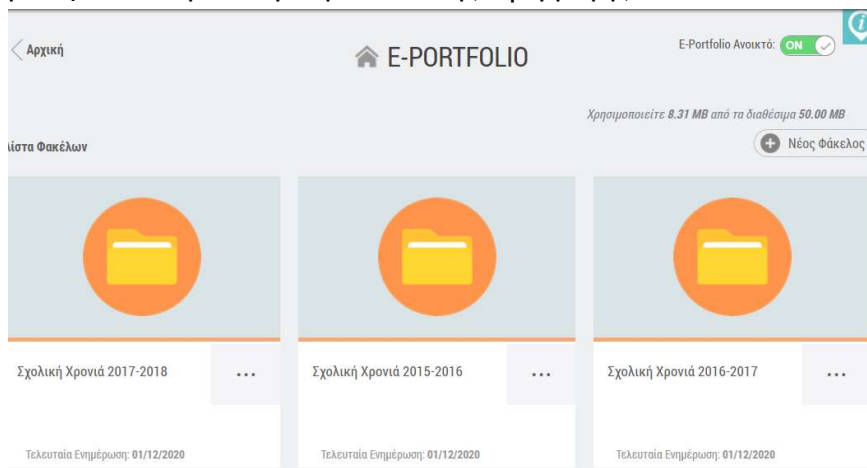 Αρχική
E-PORTFOLIO
E-Portfolio Ανοικτό: ON
Χρησιμοποιείτε 8.31 MB από τα διαθέσιμα 50.00 MB
Λίστα Φακέλων
Νέος Φάκελος
Σχολική Χρονιά 2017-2018 ...
Σχολική Χρονιά 2015-2016 ...
Σχολική Χρονιά 2016-2017 ...
Τελευταία Ενημέρωση: 01/12/2020
Τελευταία Ενημέρωση: 01/12/2020
Τελευταία Ενημέρωση: 01/12/2020